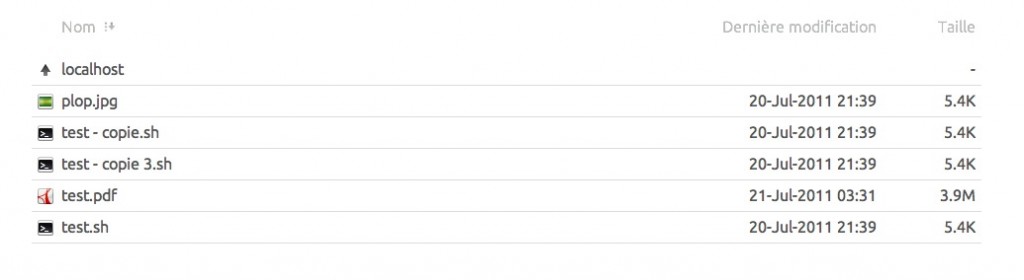 Nom Dernière modification Taille
localhost -
plop.jpg 20-Jul-2011 21:39 5.4K
test - copie.sh 20-Jul-2011 21:39 5.4K
test - copie 3.sh 20-Jul-2011 21:39 5.4K
test.pdf 21-Jul-2011 03:31 3.9M
test.sh 20-Jul-2011 21:39 5.4K